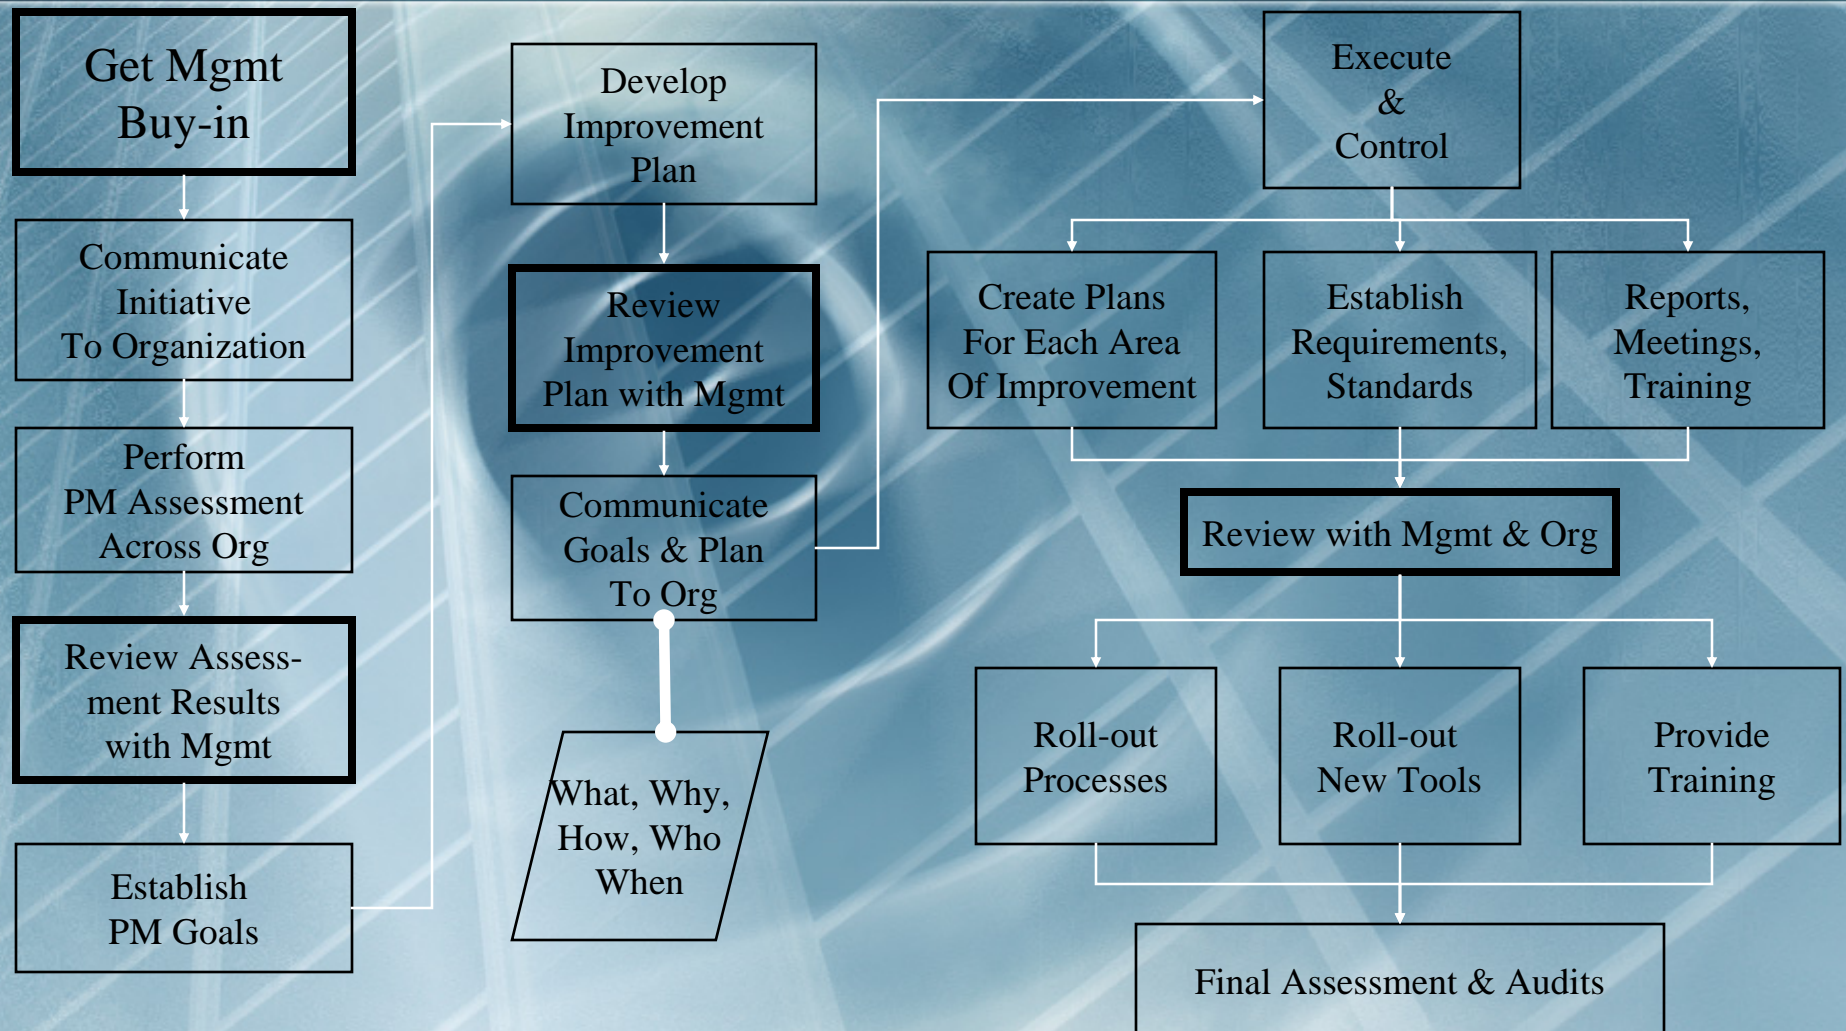 Get Mgmt
Buy-in
Communicate
Initiative
To Organization
Perform
PM Assessment
Across Org
Review Assess-
ment Results
with Mgmt
Establish
PM Goals
Develop
Improvement
Plan
Review
Improvement
Plan with Mgmt
Communicate
Goals & Plan
To Org
What, Why,
How, Who
When
Execute
&
Control
Create Plans
For Each Area
Of Improvement
Establish
Requirements,
Standards
Reports,
Meetings,
Training
Review with Mgmt & Org
Roll-out
Processes
Roll-out
New Tools
Provide
Training
Final Assessment & Audits